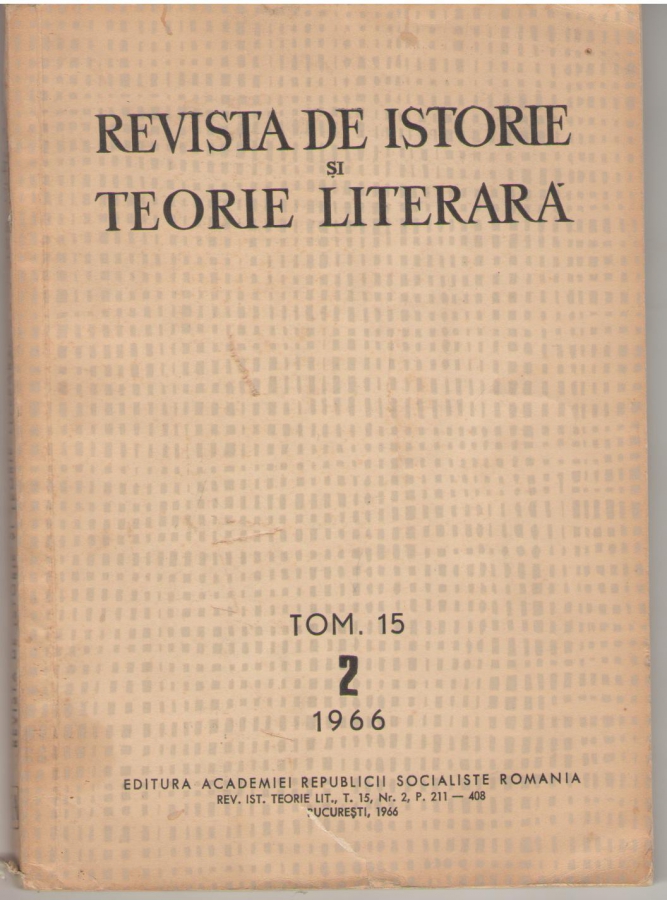 REVISTA DE ISTORIE
ȘI
TEORIE LITERARĂ
TOM. 15
2
1966
EDITURA ACADEMIEI REPUBLICII SOCIALISTE ROMANIA
REV. IST. TEORIE LIT., T. 15, Nr. 2, P. 211 — 408
BUCUREȘTI, 1966